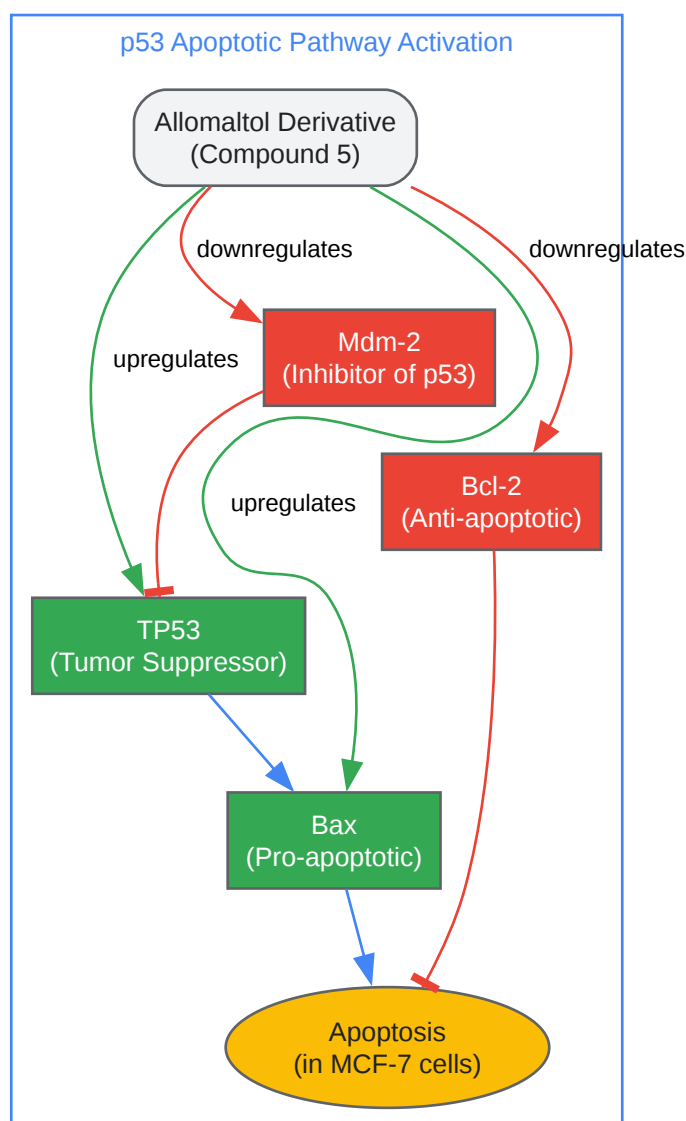 p53 Apoptotic Pathway Activation
Allomaltol Derivative
(Compound 5)
downregulates
downregulates
Mdm-2
(Inhibitor of p53)
upregulates
Bcl-2
(Anti-apoptotic)
upregulates
TP53
(Tumor Suppressor)
Bax
(Pro-apoptotic)
Apoptosis
(in MCF-7 cells)